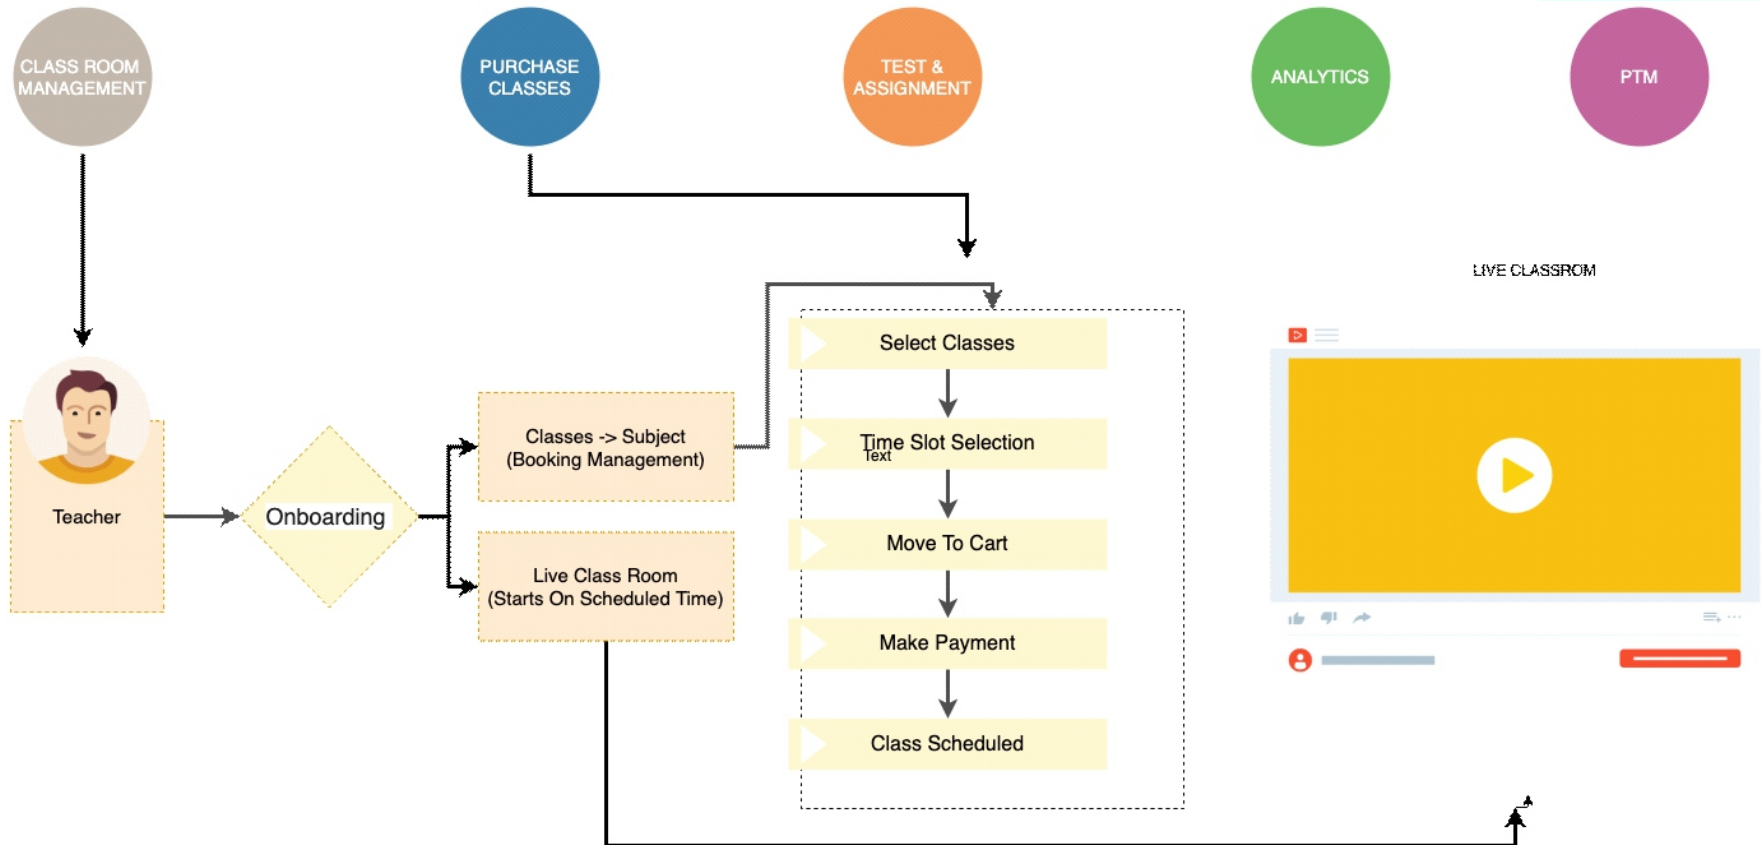 CLASS ROOM
MANAGEMENT
PURCHASE
CLASSES
TEST &
ASSIGNMENT
ANALYTICS
PTM
LIVE CLASSROM
Teacher
Onboarding
Classes -> Subject
(Booking Management)
Live Class Room
(Starts On Scheduled Time)
Select Classes
Time Slot Selection
Text
Move To Cart
Make Payment
Class Scheduled